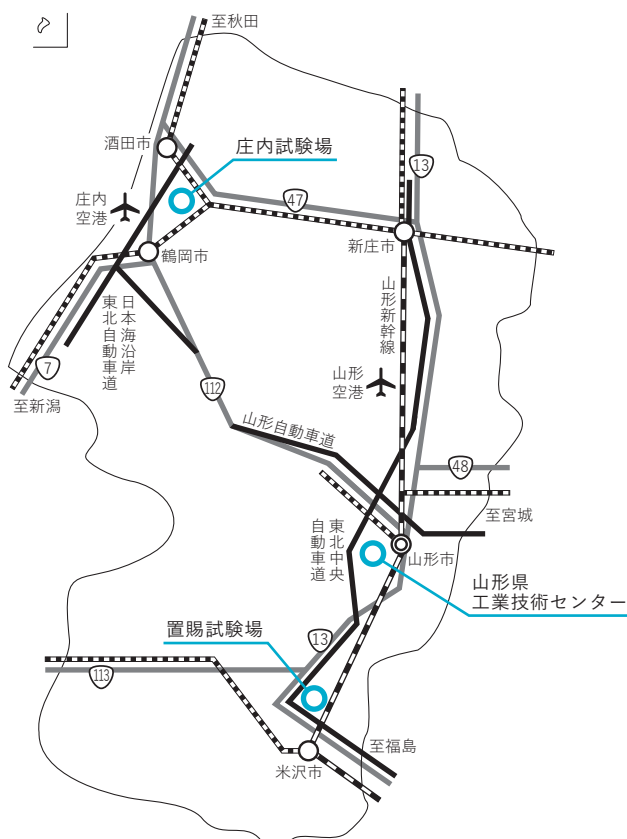 至秋田
酒田市
庄内試験場
13
庄内
空港
47
鶴岡市
新庄市
日本海沿岸
東北自動車道
山形新幹線
7
至新潟
112
山形
空港
山形自動車道
48
至宮城
東北中央
自動車道
山形市
山形県
工業技術センター
置賜試験場
13
113
至福島
米沢市